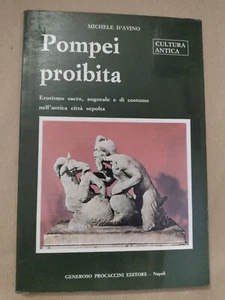 MICHELE D'AVINO
Pompei
proibita
CULTURA
ANTICA
Erotismo sacro, augurale e di costume
nell'antica città sepolta
GENEROSO PROCACCINI EDITORE - Napoli